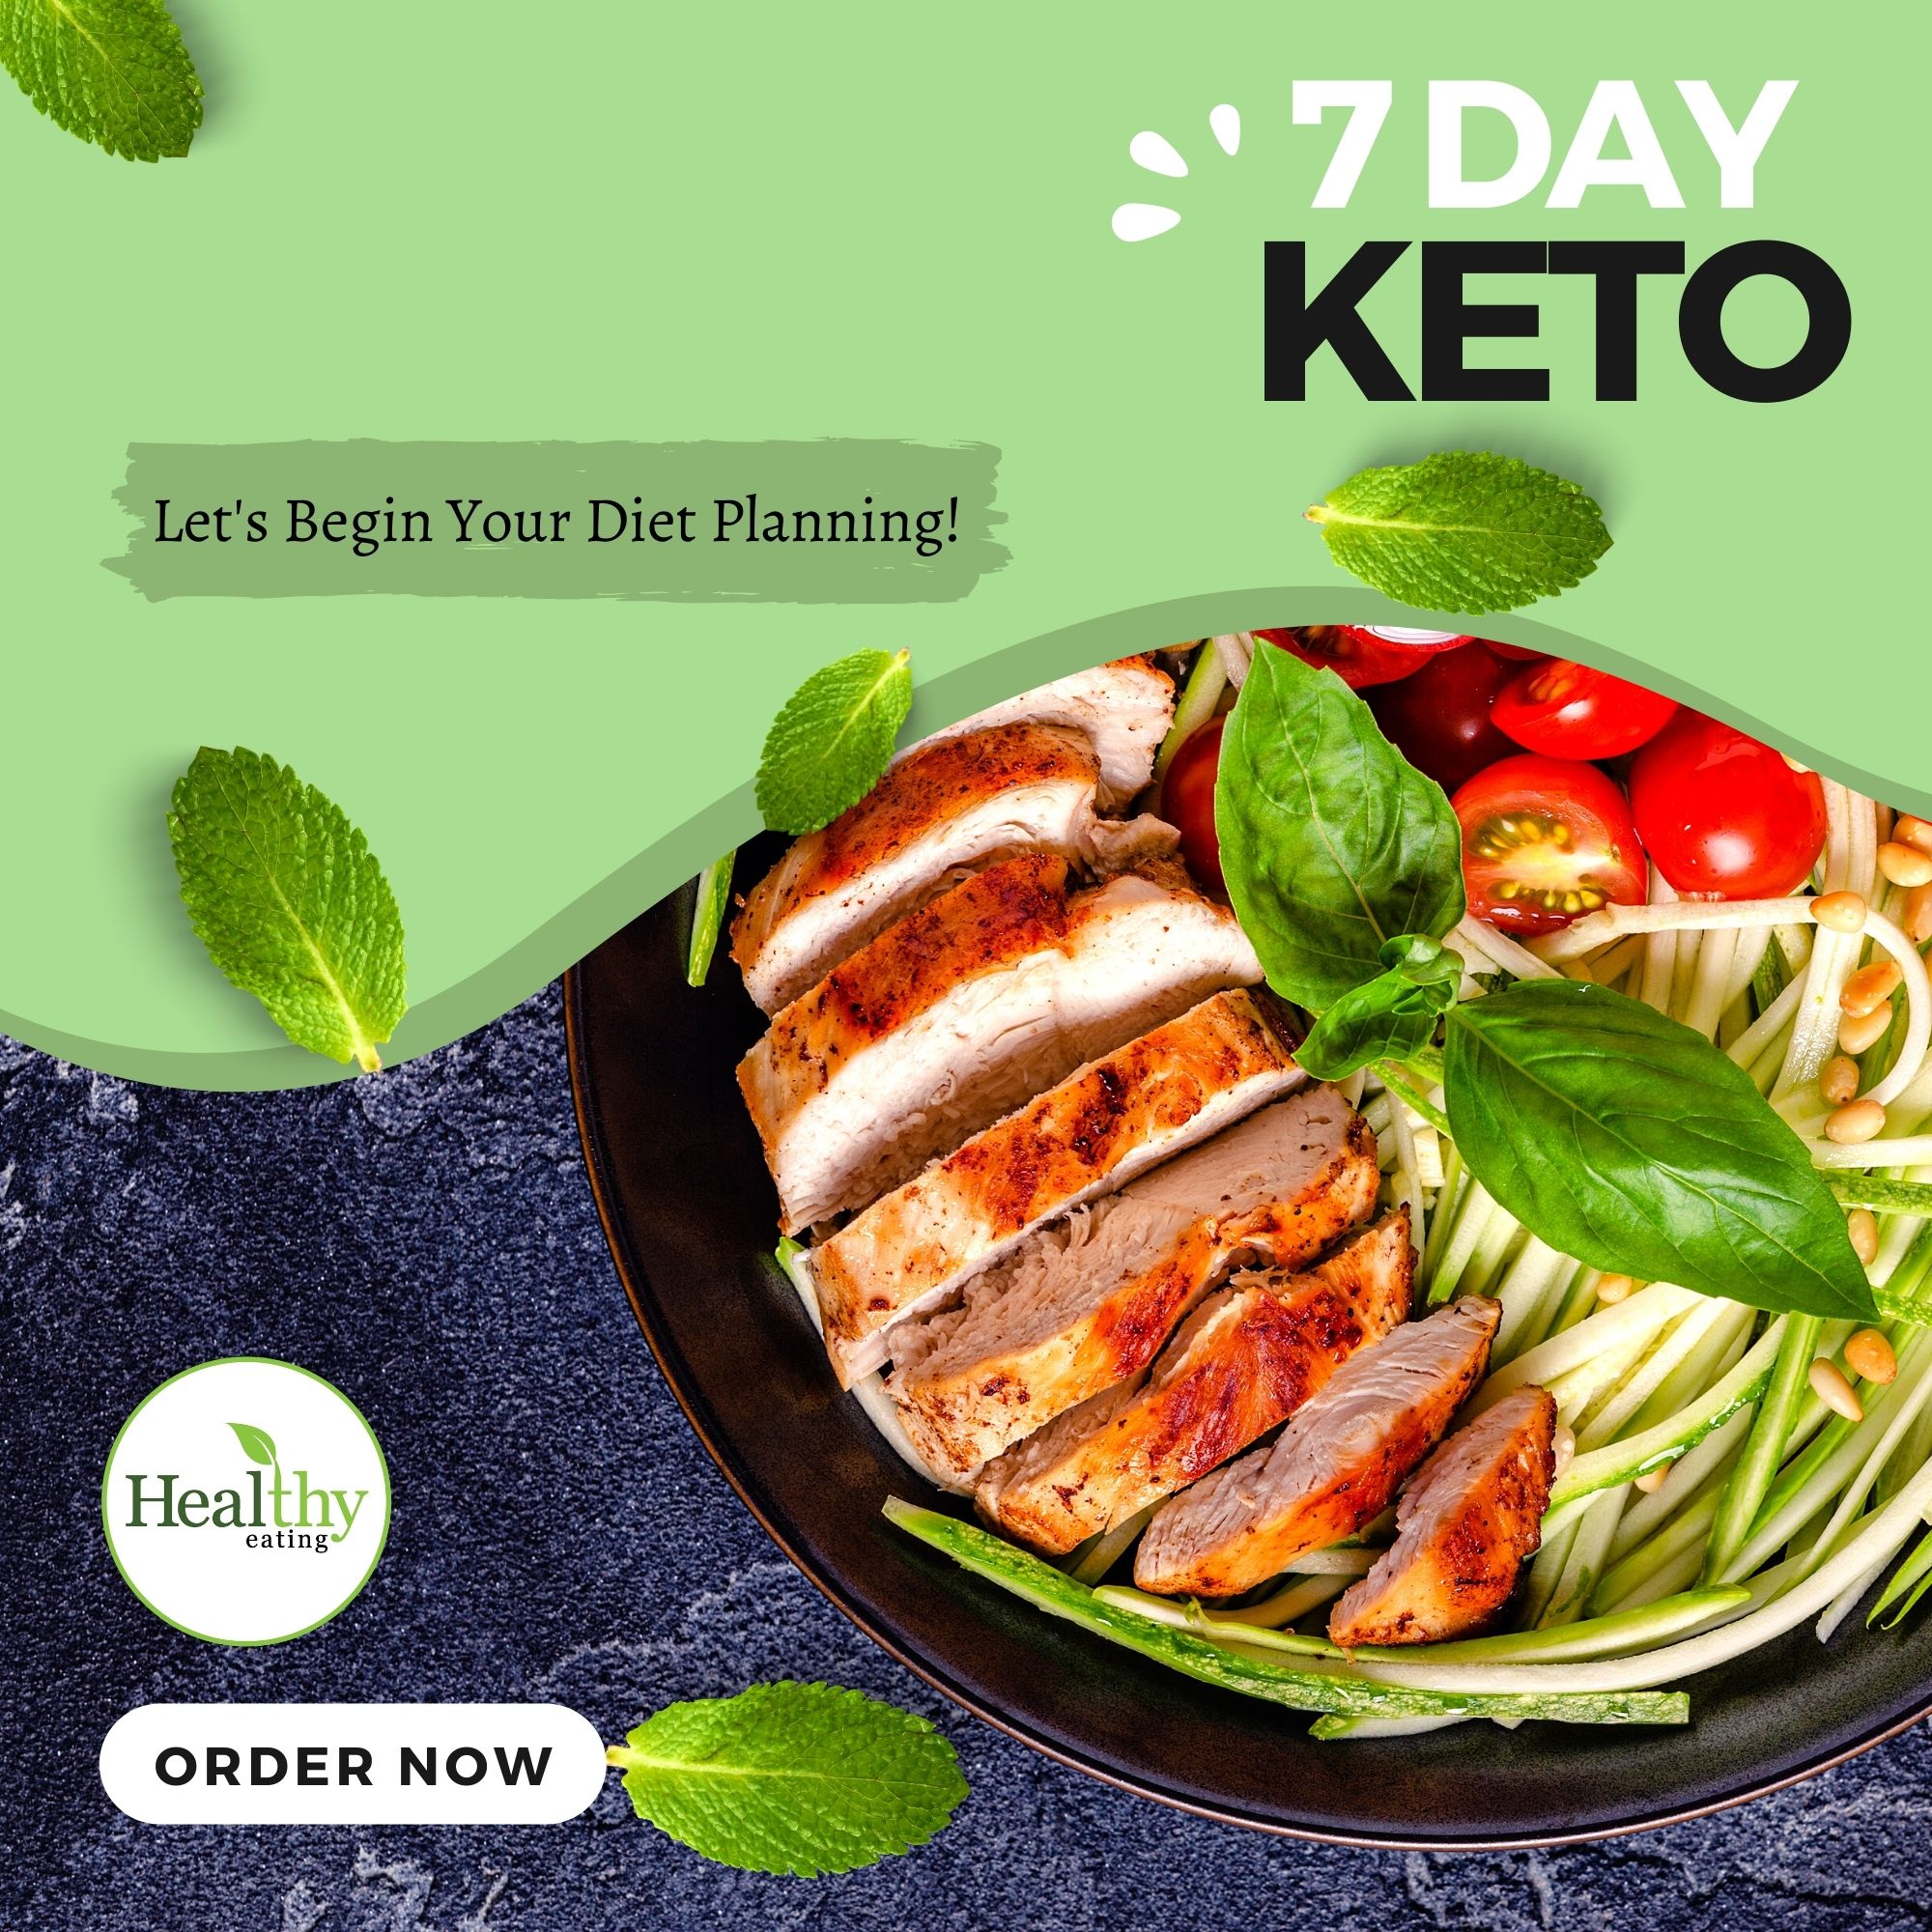 7 DAY
KETO
Let's Begin Your Diet Planning!
Healthy
eating
ORDER NOW